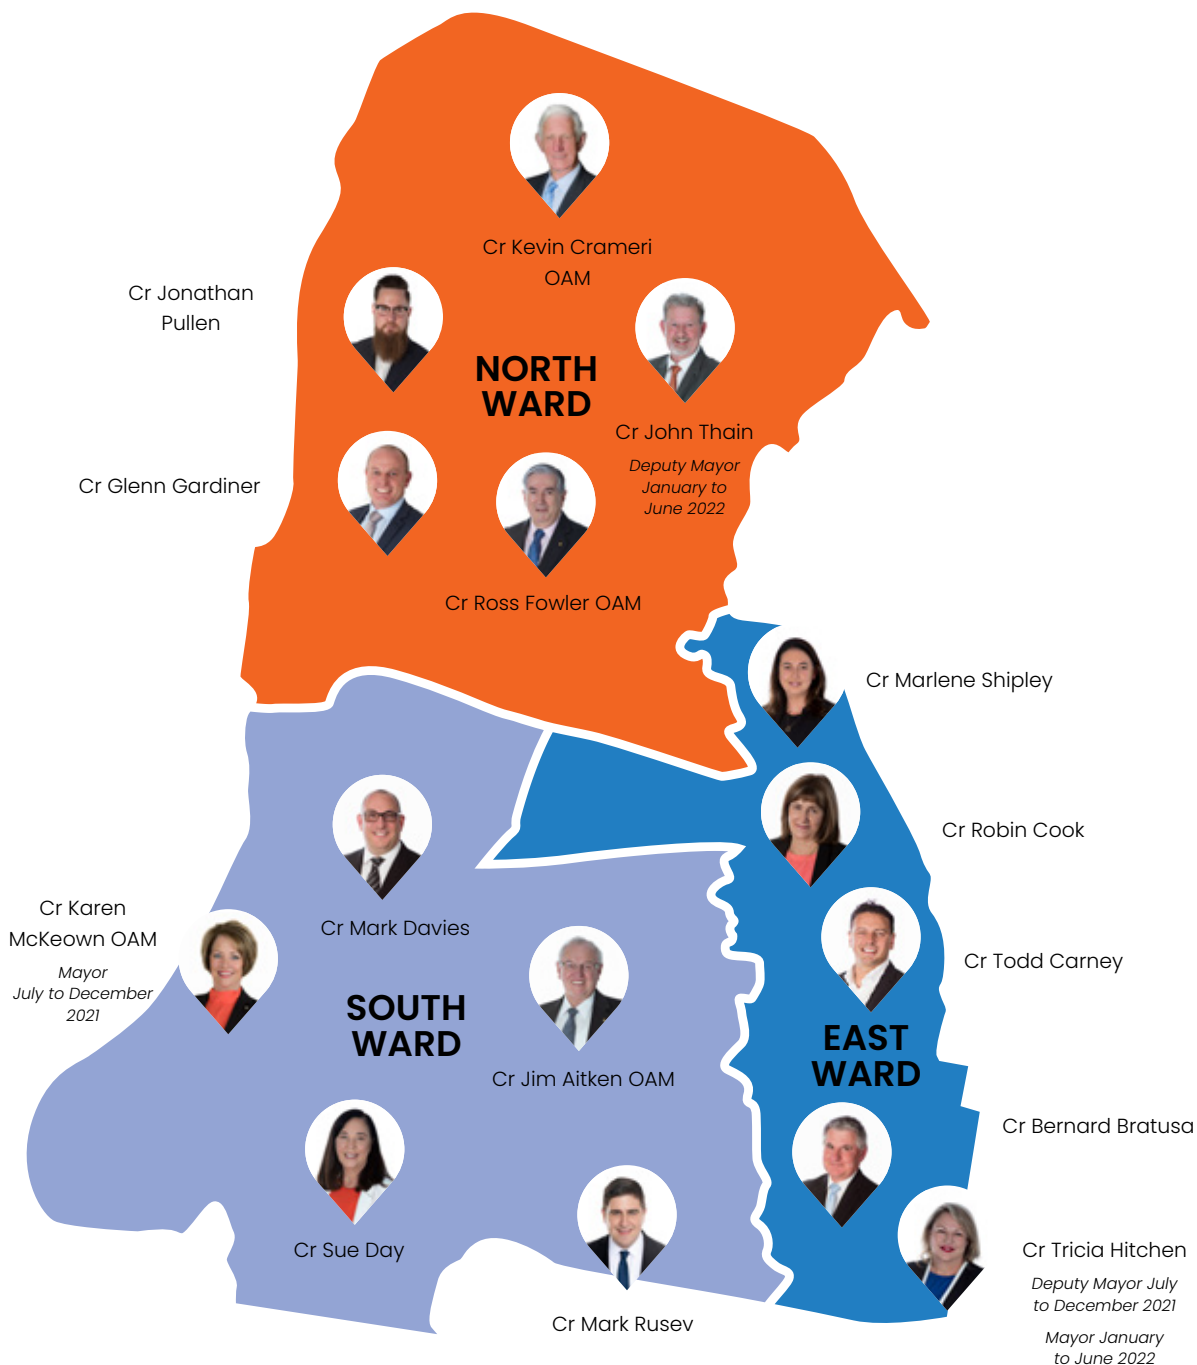 Cr Kevin Crameri
OAM
Cr Jonathan
Pullen
NORTH
WARD
Cr John Thain
Deputy Mayor
January to
June 2022
Cr Glenn Gardiner
Cr Ross Fowler OAM
Cr Marlene Shipley
Cr Robin Cook
Cr Karen
McKeown OAM
Mayor
July to December
2021
Cr Mark Davies
Cr Todd Carney
SOUTH
WARD
EAST
WARD
Cr Jim Aitken OAM
Cr Bernard Bratusa
Cr Sue Day
Cr Mark Rusev
Cr Tricia Hitchen
Deputy Mayor July
to December 2021
Mayor January
to June 2022